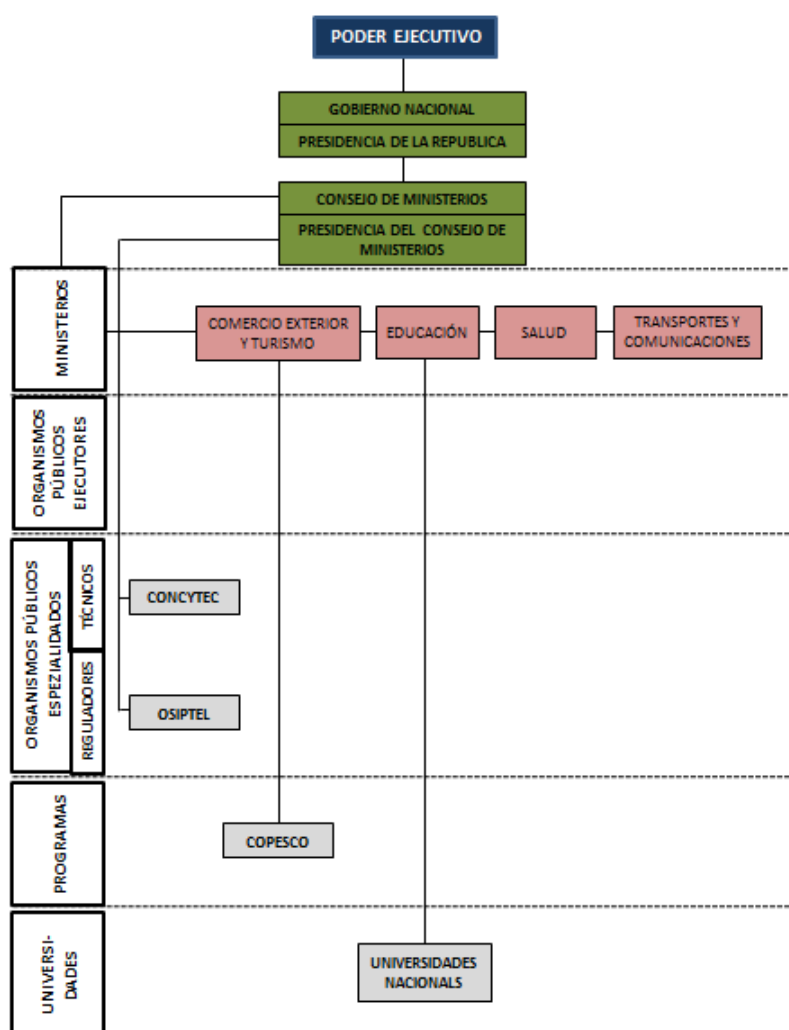 PODER EJECUTIVO
GOBIERNO NACIONAL
PRESIDENCIA DE LA REPUBLICA
CONSEJO DE MINISTERIOS
PRESIDENCIA DEL CONSEJO DE
MINISTERIOS
MINISTERIOS
COMERCIO EXTERIOR
Y TURISMO
EDUCACIÓN
SALUD
TRANSPORTES Y
COMUNICACIONES
ORGANISMOS
PÚBLICOS
EJECUTORES
ORGANISMOS PÚBLICOS
ESPEZIALIDADOS
TÉCNICOS
CONCYTEC
REGULADORES
OSIPTEL
PROGRAMAS
COPESCO
UNIVERSI-
DADES
UNIVERSIDADES
NACIONALS